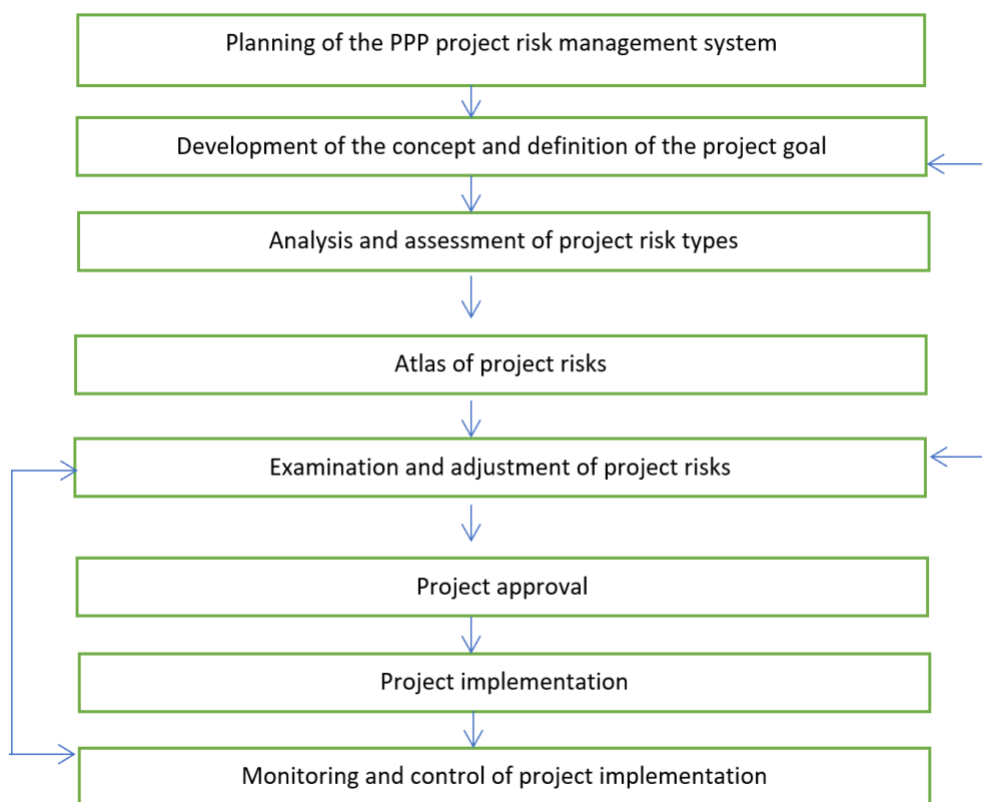 Planning of the PPP project risk management system
Development of the concept and definition of the project goal
Analysis and assessment of project risk types
Atlas of project risks
Examination and adjustment of project risks
Project approval
Project implementation
Monitoring and control of project implementation